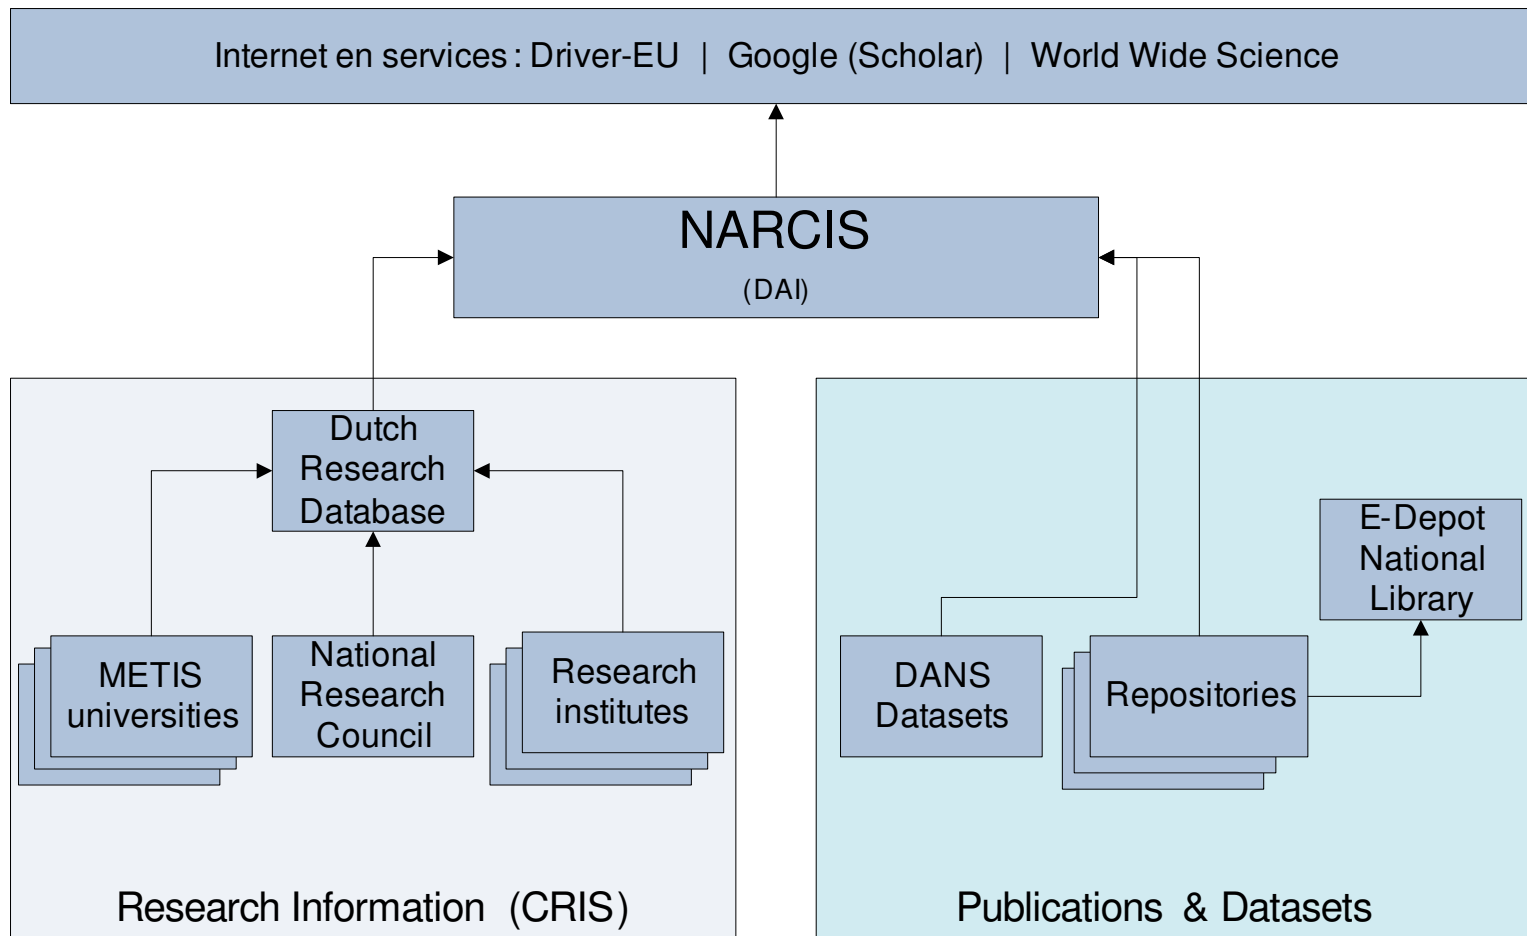 Internet en services : Driver-EU | Google (Scholar) | World Wide Science
NARCIS
(DAI)
Dutch
Research
Database
METIS
universities
National
Research
Council
Research
institutes
Research Information (CRIS)
E-Depot
National
Library
DANS
Datasets
Repositories
Publications & Datasets